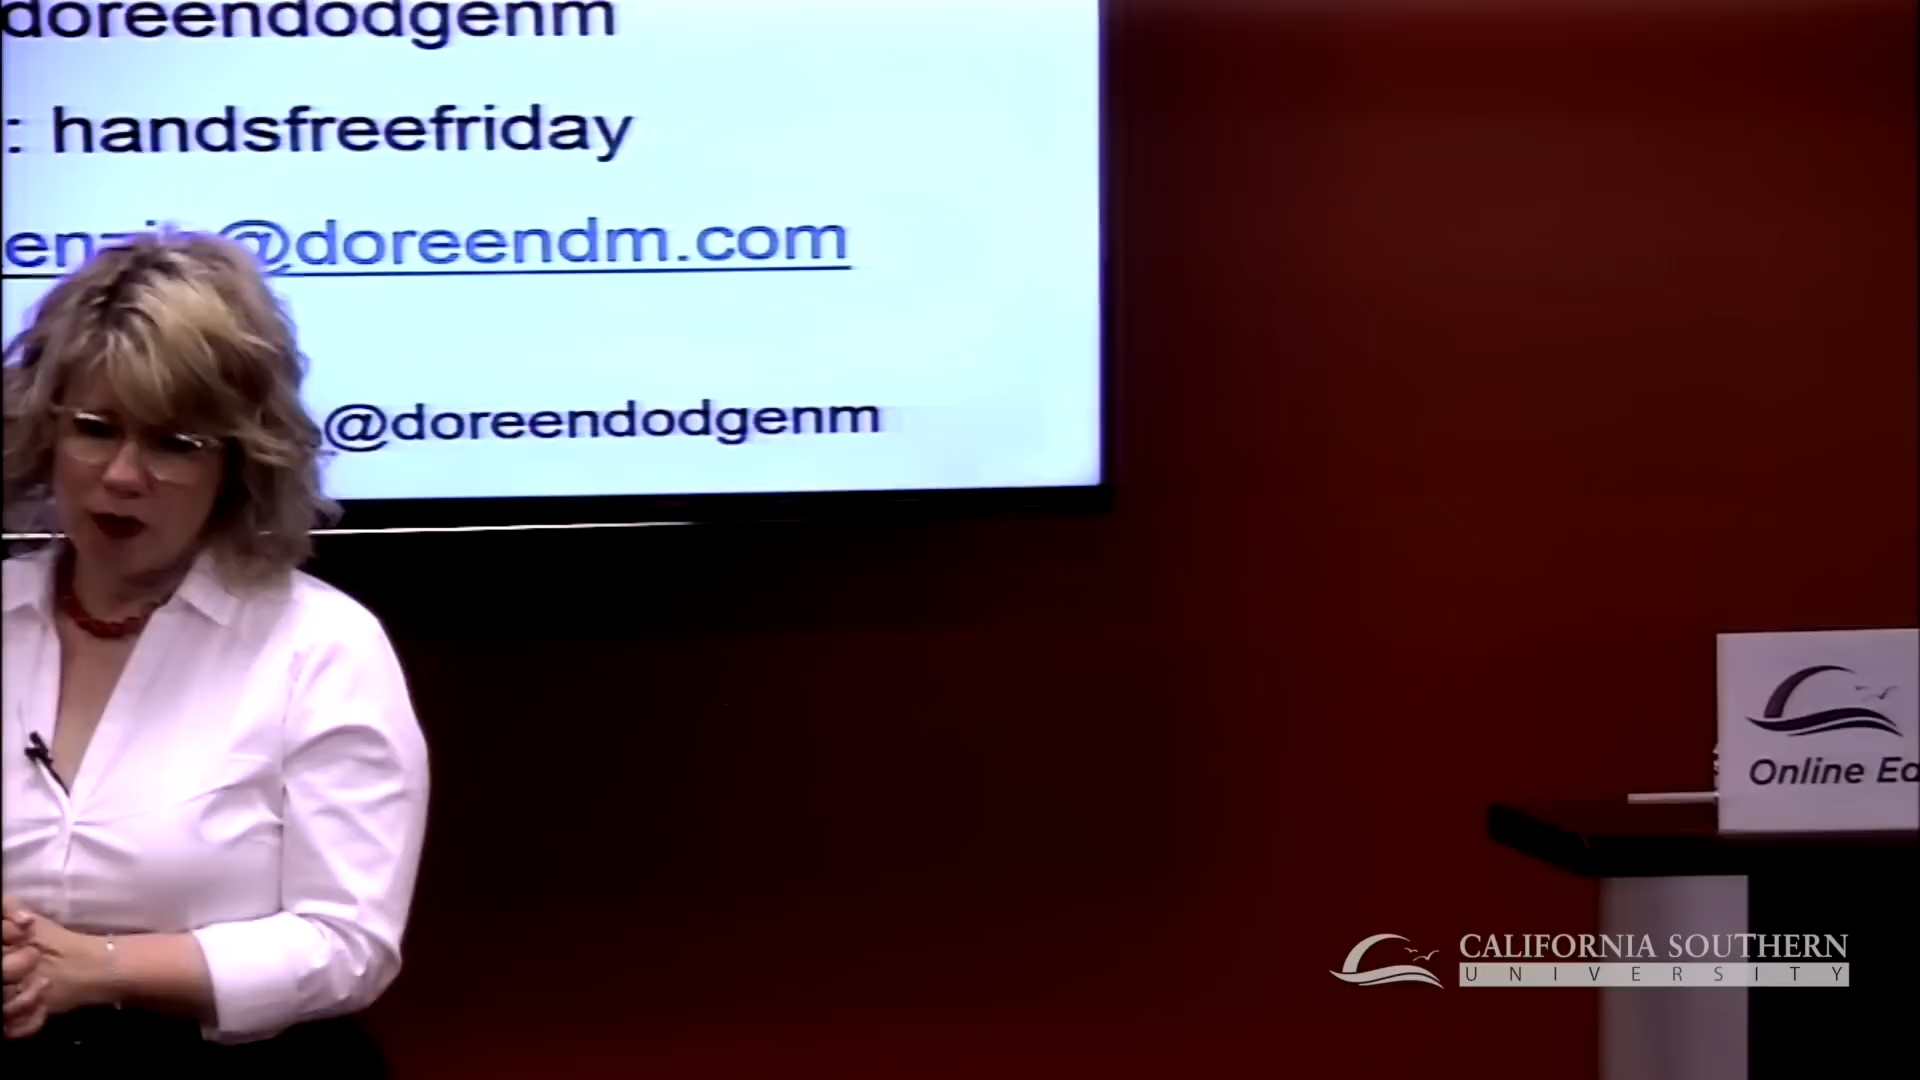 doreendodgenm
: handsfreefriday
@doreendm.com
@doreendodgenm
Online Ed
CALIFORNIA SOUTHERN
UNIVERSITY